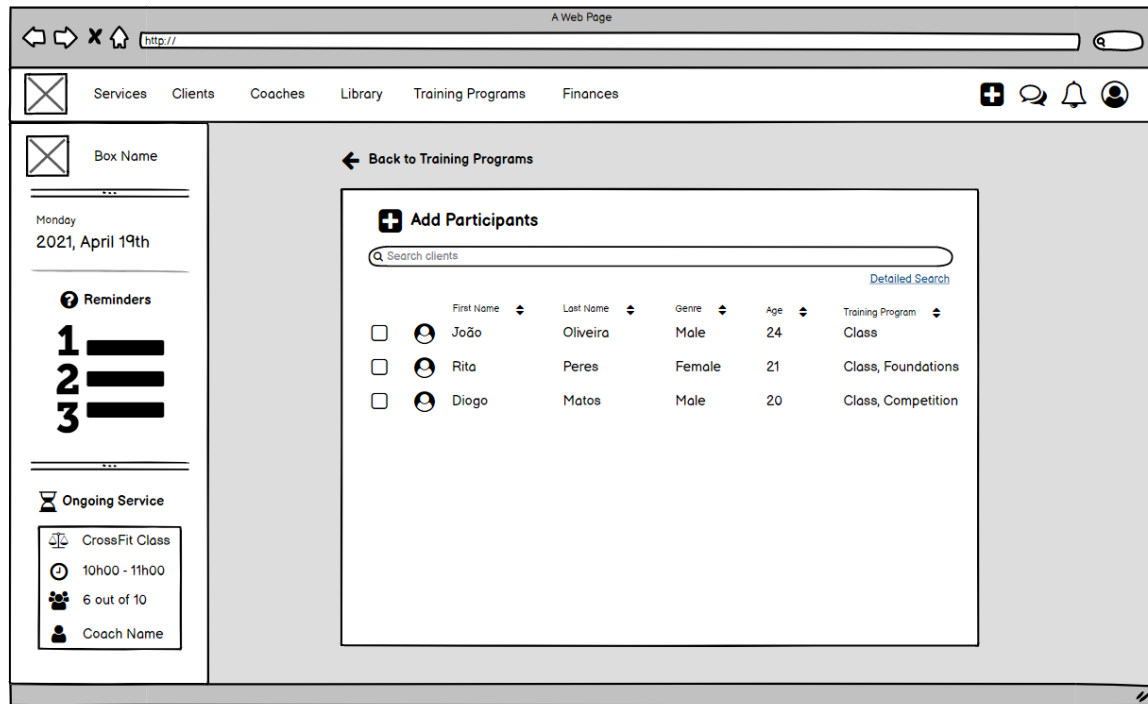 A Web Page
http://
Services Clients Coaches Library Training Programs Finances
Box Name
Monday
2021, April 19th
Reminders
1
2
3
Ongoing Service
CrossFit Class
10h00 - 11h00
6 out of 10
Coach Name
Back to Training Programs
Add Participants
Search clients
Detailed Search
First Name Last Name Genre Age Training Program
João Oliveira Male 24 Class
Rita Peres Female 21 Class, Foundations
Diogo Matos Male 20 Class, Competition